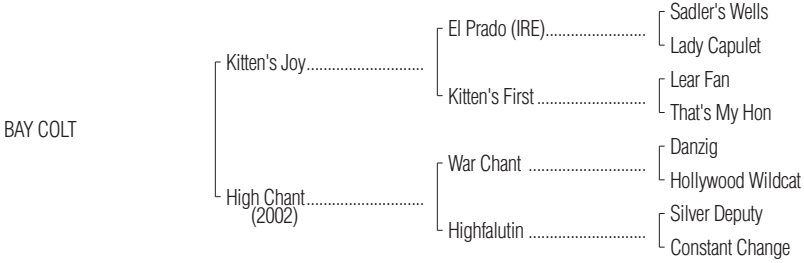 Sadler's Wells
El Prado (IRE)........................
Lady Capulet
Kitten's Joy...........................
Lear Fan
Kitten's First .........................
That's My Hon
BAY COLT
Danzig
War Chant ...........................
Hollywood Wildcat
High Chant...........................
(2002)
Silver Deputy
Highfalutin ...........................
Constant Change